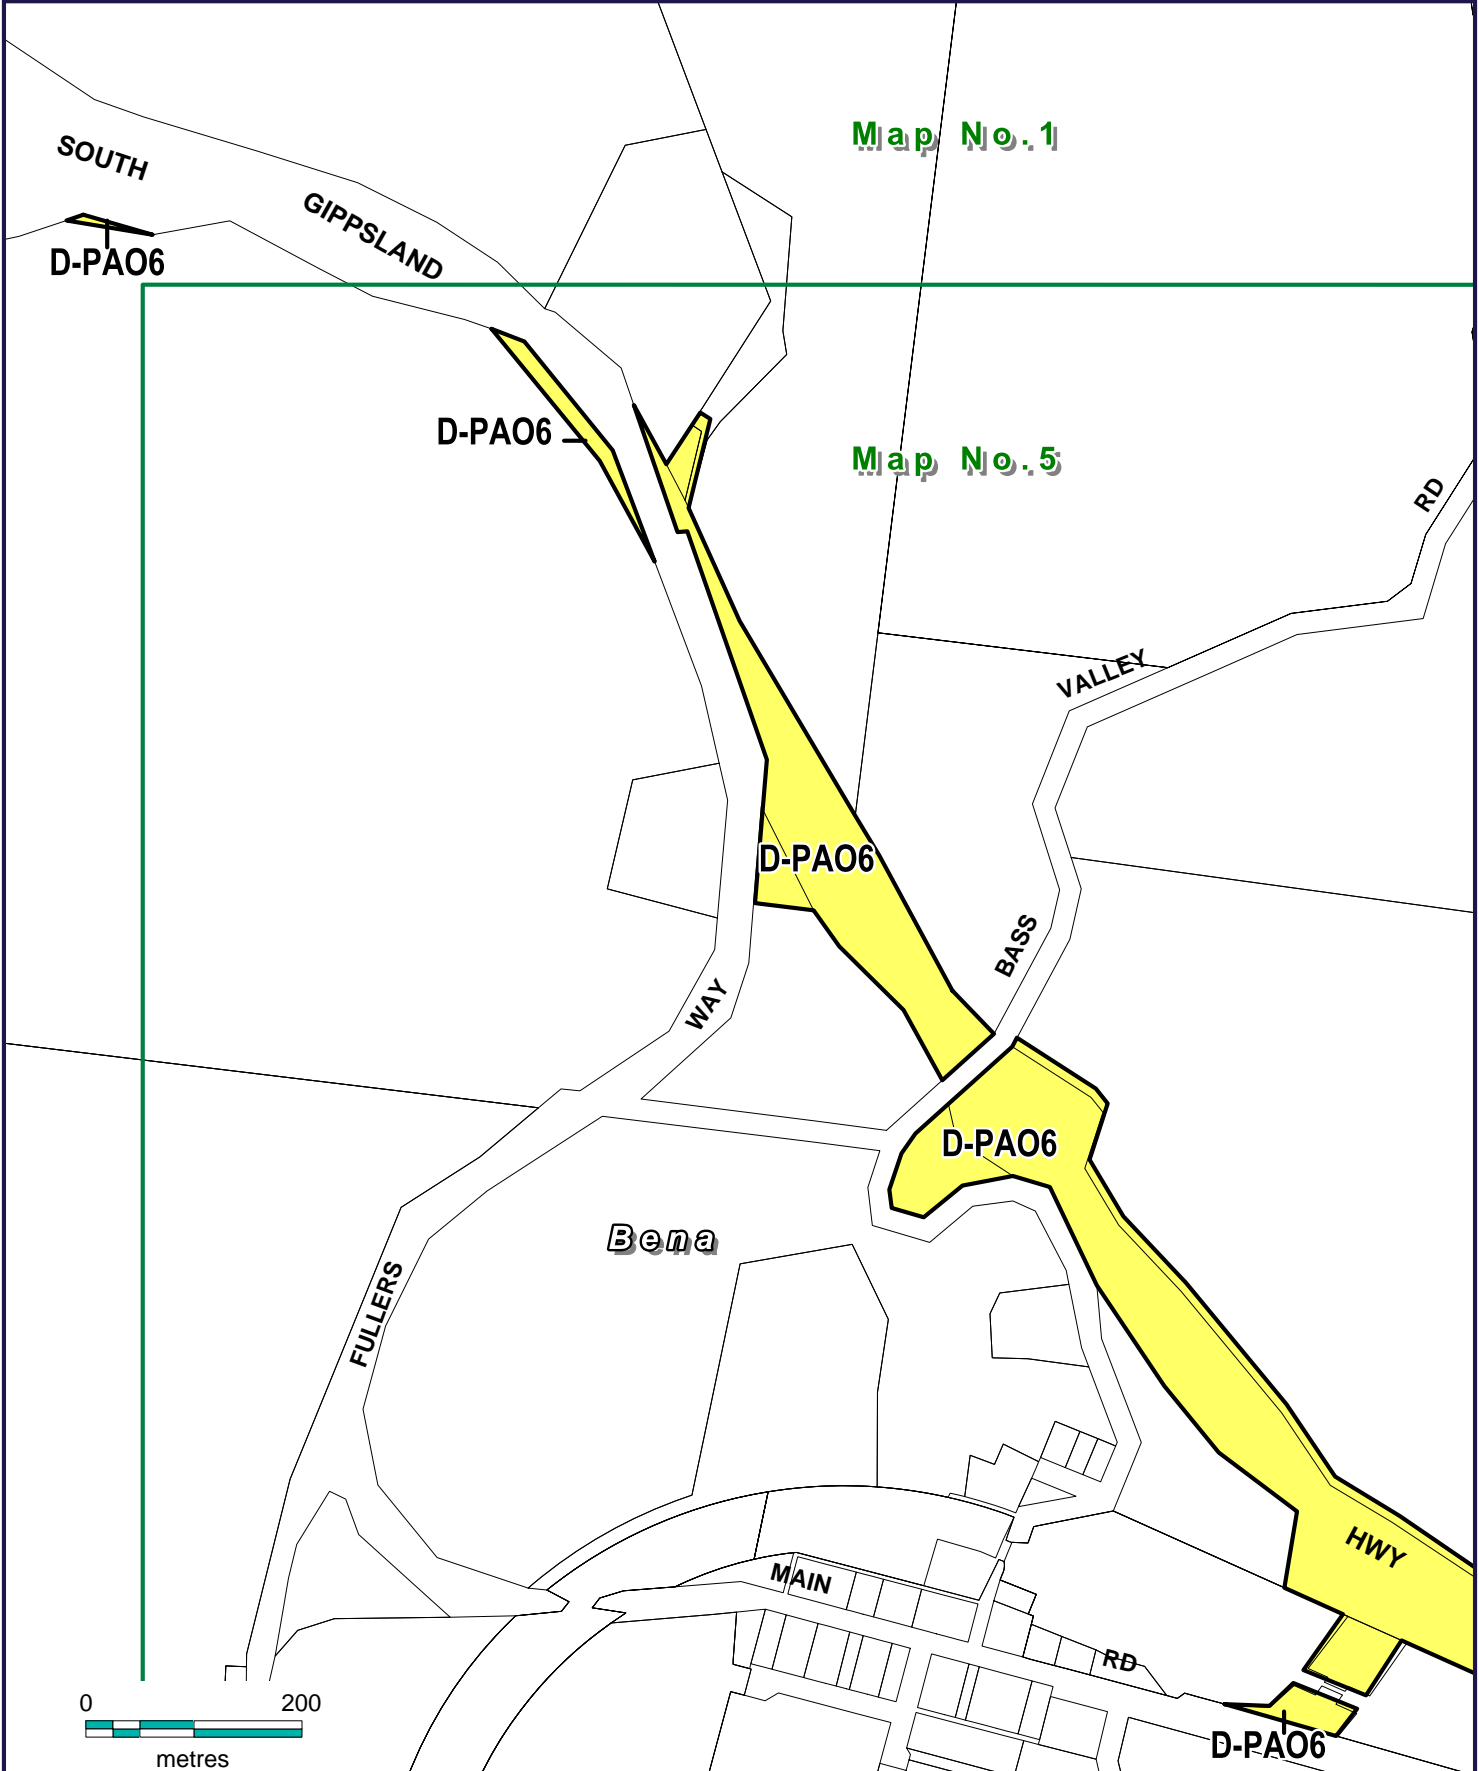 Map No.1
SOUTH
GIPPSLAND
D-PAO6
D-PAO6
Map No.5
RD
VALLEY
D-PAO6
BASS
WAY
D-PAO6
Bena
FULLERS
HWY
MAIN
RD
0 200
metres
D-PAO6